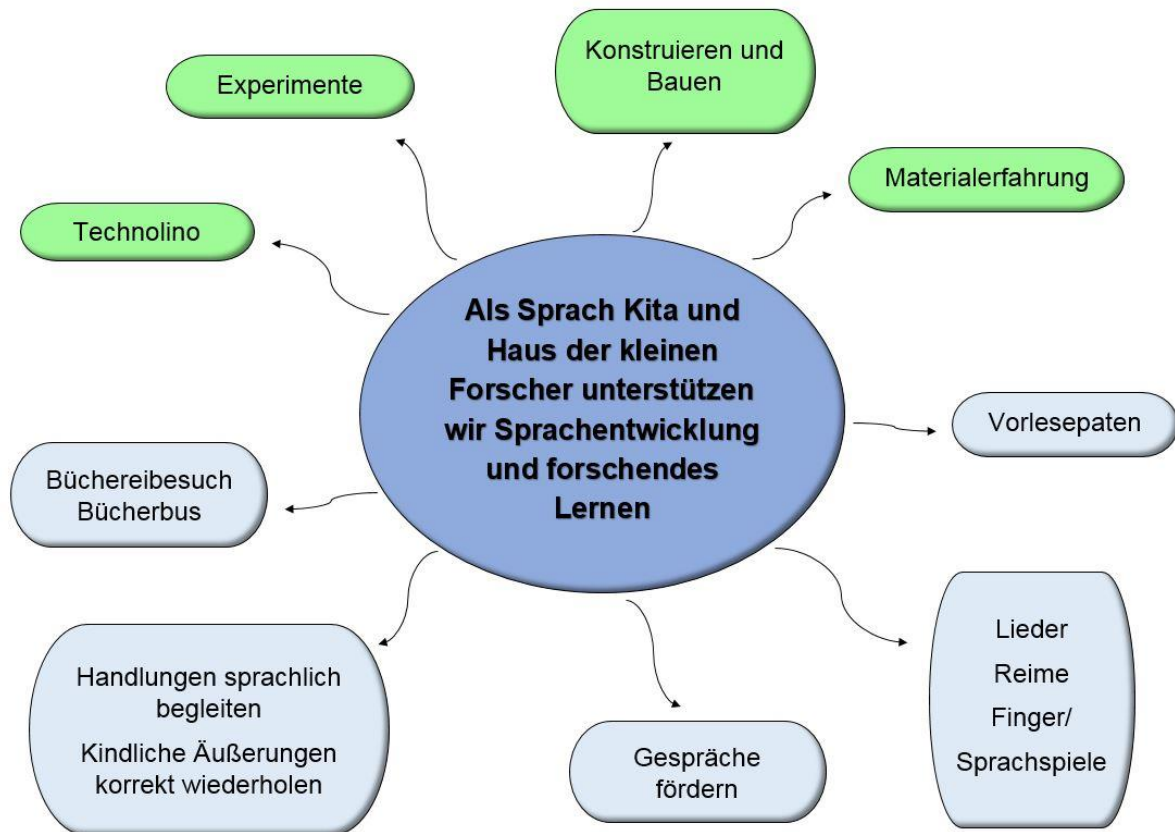 Konstruieren und
Bauen
Experimente
Materialerfahrung
Technolino
Als Sprach Kita und
Haus der kleinen
Forscher unterstützen
wir Sprachentwicklung
und forschendes
Lernen
Vorlesepaten
Büchereibesuch
Bücherbus
Handlungen sprachlich
begleiten
Kindliche Äußerungen
korrekt wiederholen
Gespräche
fördern
Lieder
Reime
Finger/
Sprachspiele